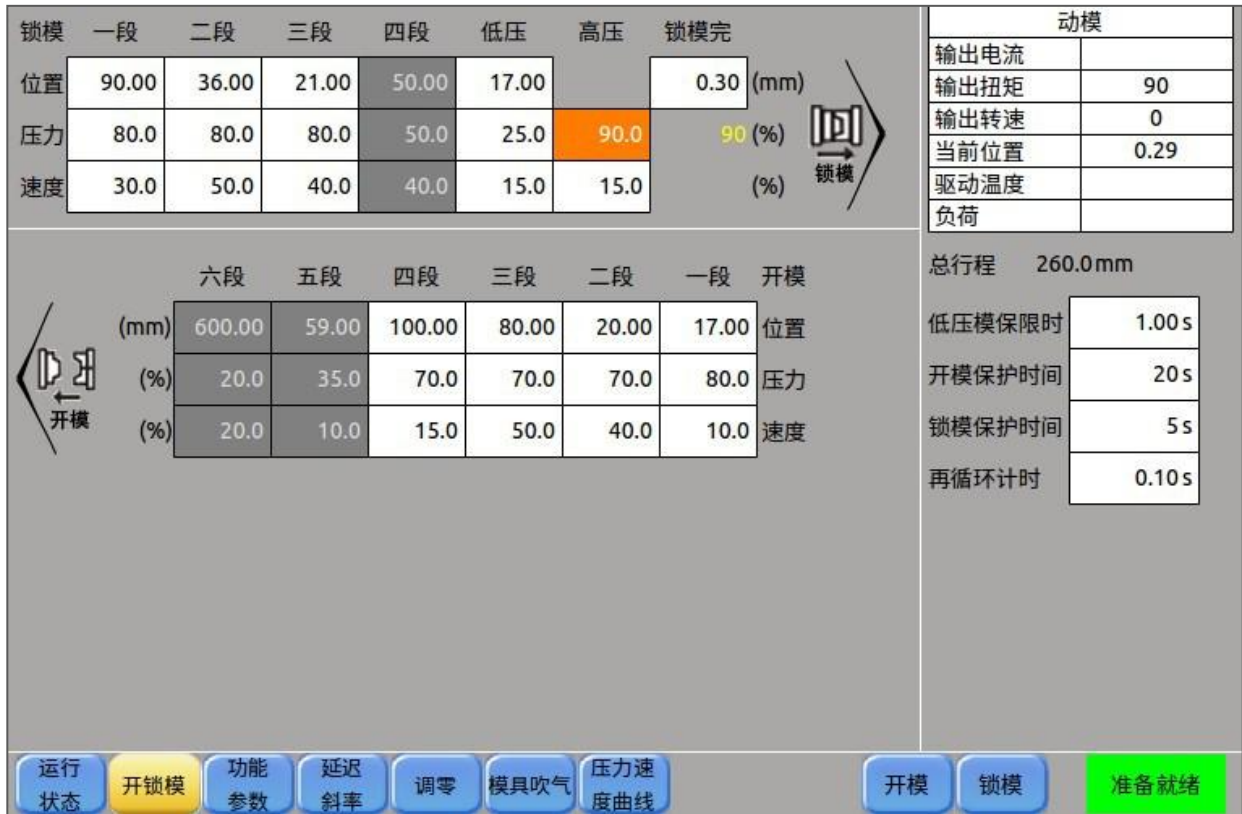 锁模 一段 二段 三段 四段 低压 高压 锁模完
位置 90.00 36.00 21.00 50.00 17.00 0.30 (mm)
压力 80.0 80.0 80.0 50.0 25.0 90.0 90 (%)
速度 30.0 50.0 40.0 40.0 15.0 15.0 (%)
锁模
六段 五段 四段 三段 二段 一段 开模
(mm) 600.00 59.00 100.00 80.00 20.00 17.00 位置
(%) 20.0 35.0 70.0 70.0 70.0 80.0 压力
(%) 20.0 10.0 15.0 50.0 40.0 10.0 速度
开模
动模
输出电流
输出扭矩 90
输出转速 0
当前位置 0.29
驱动温度
负荷
总行程 260.0mm
低压模保限时 1.00s
开模保护时间 20s
锁模保护时间 5s
再循环计时 0.10s
运行
状态
开锁模
功能
参数
延迟
斜率
调零
模具吹气
压力速
度曲线
开模
锁模
准备就绪